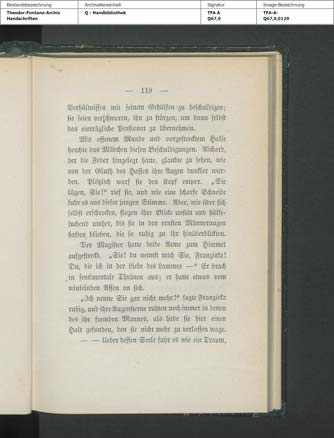 Bestandsbezeichnung
Archivalieneinheit
Signatur
Image Bezeichnung
Theodor-Fontane-Archiv
Handschriften
Q - Handbibliothek
TFA A
Q67,9
TFA-A-
Q67,9,0129
— 119 —
Verhältnissen mit seinem Gehülfen zu beschuldigen;
sie seien verschworen, ihn zu stürzen, um dann selbst
das einträgliche Pensionat zu übernehmen.
Mit offenem Munde und vorgestrecktem Halse
horchte das Mädchen diesen Beschuldigungen. Richard,
der die Feder hingelegt hatte, glaubte zu sehen, wie
von der Gluth des Hasses ihre Augen dunkler wur-
den. Plötzlich warf sie den Kopf empor. „Sie
lügen, Sie!" rief sie, und wie eine scharfe Schneide
fuhr es aus dieser jungen Stimme. Aber, wie über sich
selbst erschrocken, flogen ihre Blicke unstät und hülfe-
suchend umher, bis sie in den ernsten Männeraugen
haften blieben, die so ruhig zu ihr hinüberblickten.
Der Magister hatte beide Arme zum Himmel
aufgestreckt. „Sie! du nennst mich Sie, Franziska!
Du, die ich in der Liebe des Lammes —" Er brach
in sentimentale Thränen aus; er hatte etwas vom
winselnden Affen an sich.
„Ich nenne Sie gar nicht mehr!" sagte Franziska
ruhig, und ihre Augensterne ruhten noch immer in denen
des ihr fremden Mannes, als habe sie hier einen
Halt gefunden, den sie nicht mehr zu verlassen wage.
— — Ueber dessen Seele fuhr es wie ein Traum,